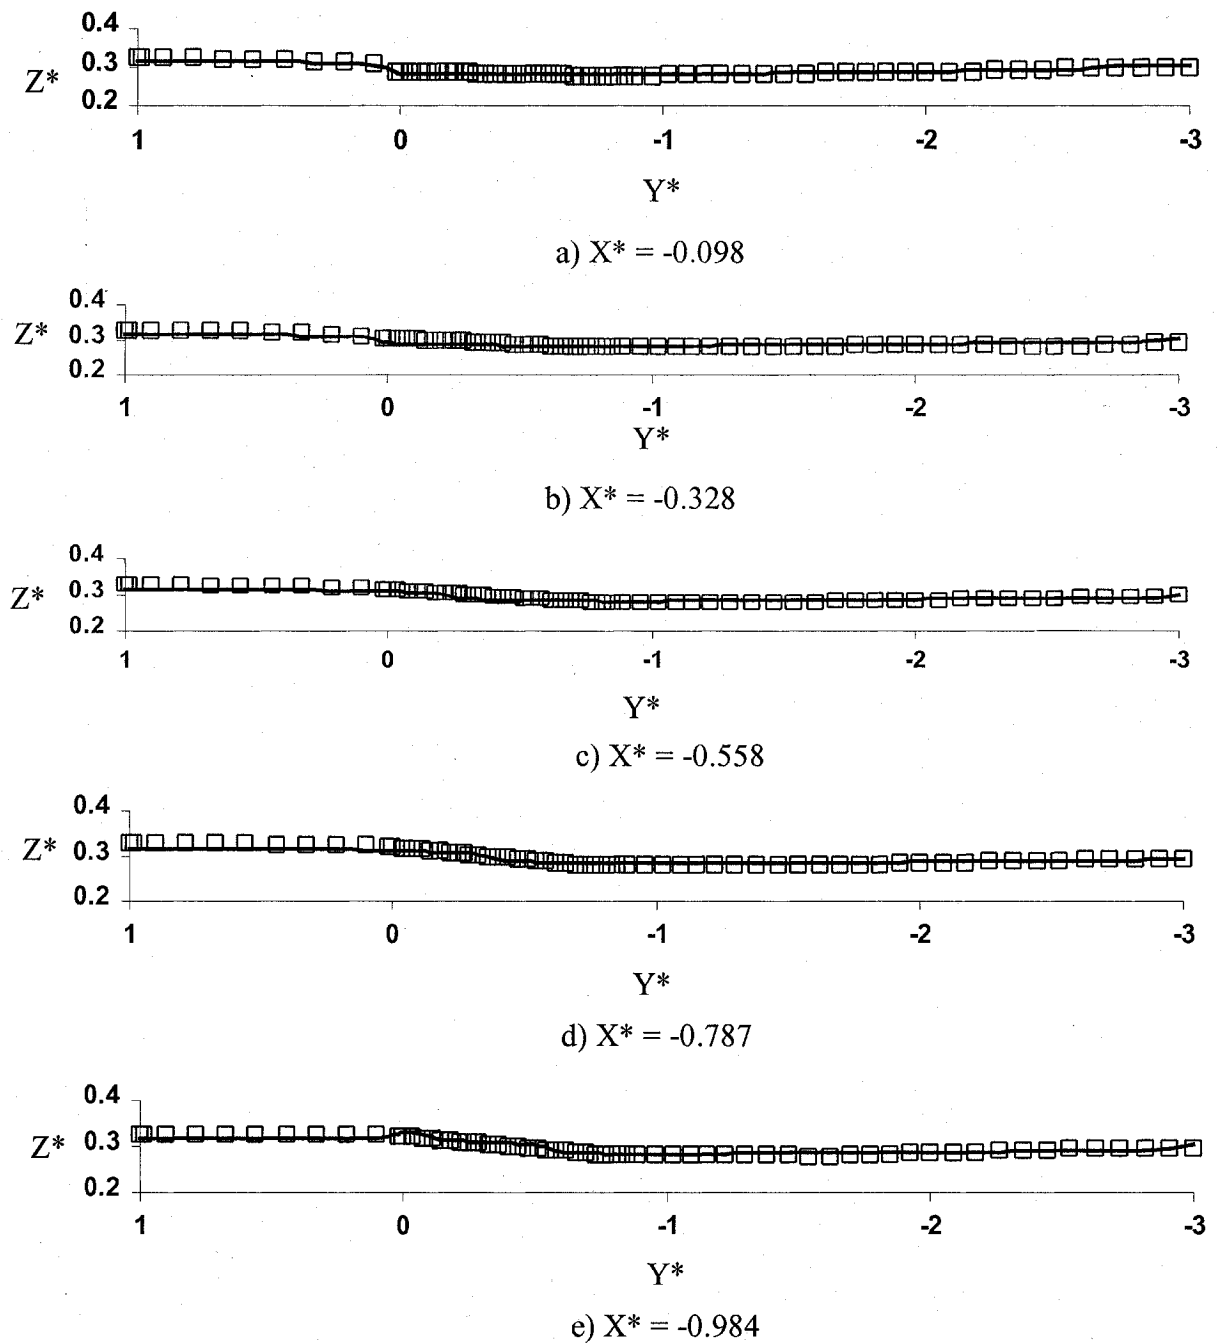 0.4
Z* 0.3
0.2
1 0 -1 -2 -3
Y*
a) X* = -0.098
0.4
Z* 0.3
0.2
1 0 -1 -2 -3
Y*
b) X* = -0.328
0.4
Z* 0.3
0.2
1 0 -1 -2 -3
Y*
c) X* = -0.558
0.4
Z* 0.3
0.2
1 0 -1 -2 -3
Y*
d) X* = -0.787
0.4
Z* 0.3
0.2
1 0 -1 -2 -3
Y*
e) X* = -0.984